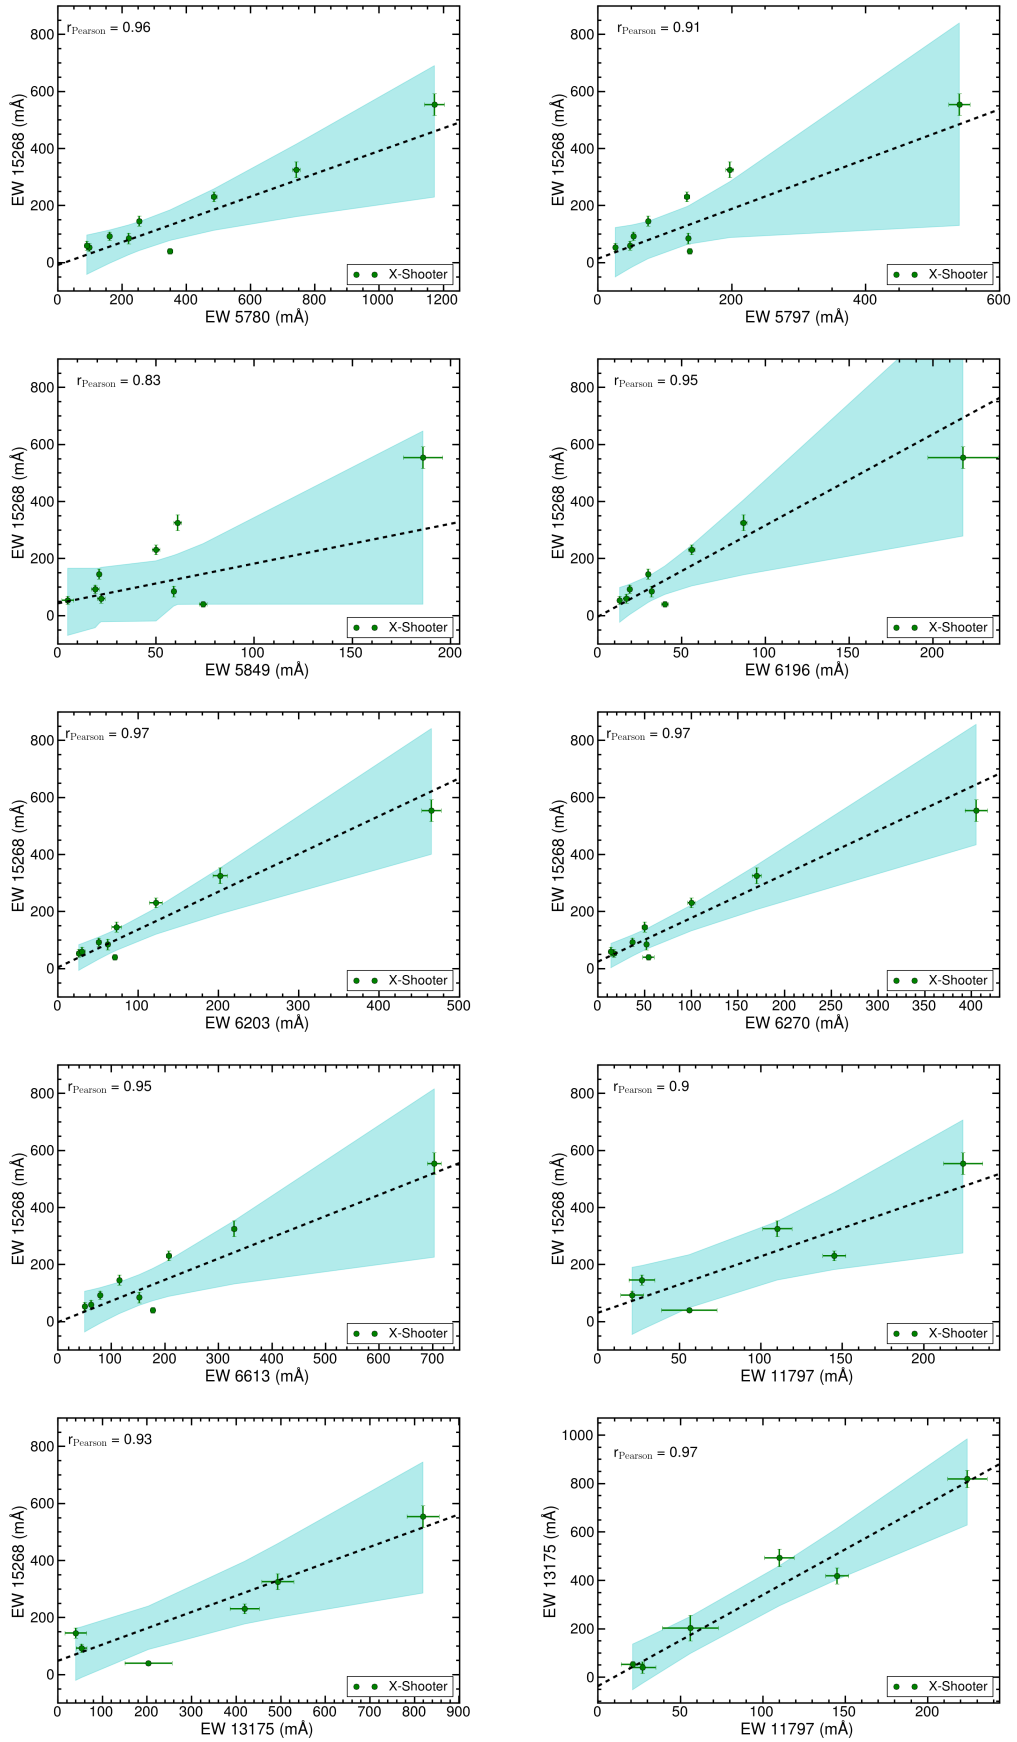 r_Pearson = 0.96
800
600
400
200
0
EW 15268 (mÅ)
X-Shooter
0 200 400 600 800 1000 1200
EW 5780 (mÅ)
r_Pearson = 0.91
800
600
400
200
0
EW 15268 (mÅ)
X-Shooter
0 200 400 600
EW 5797 (mÅ)
r_Pearson = 0.83
800
600
400
200
0
EW 15268 (mÅ)
X-Shooter
0 50 100 150 200
EW 5849 (mÅ)
r_Pearson = 0.95
800
600
400
200
0
EW 15268 (mÅ)
X-Shooter
0 50 100 150 200
EW 6196 (mÅ)
r_Pearson = 0.97
800
600
400
200
0
EW 15268 (mÅ)
X-Shooter
0 100 200 300 400 500
EW 6203 (mÅ)
r_Pearson = 0.97
800
600
400
200
0
EW 15268 (mÅ)
X-Shooter
0 50 100 150 200 250 300 350 400
EW 6270 (mÅ)
r_Pearson = 0.95
800
600
400
200
0
EW 15268 (mÅ)
X-Shooter
0 100 200 300 400 500 600 700
EW 6613 (mÅ)
r_Pearson = 0.9
800
600
400
200
0
EW 15268 (mÅ)
X-Shooter
0 50 100 150 200
EW 11797 (mÅ)
r_Pearson = 0.93
800
600
400
200
0
EW 15268 (mÅ)
X-Shooter
0 100 200 300 400 500 600 700 800 900
EW 13175 (mÅ)
r_Pearson = 0.97
1000
800
600
400
200
0
EW 13175 (mÅ)
X-Shooter
0 50 100 150 200
EW 11797 (mÅ)